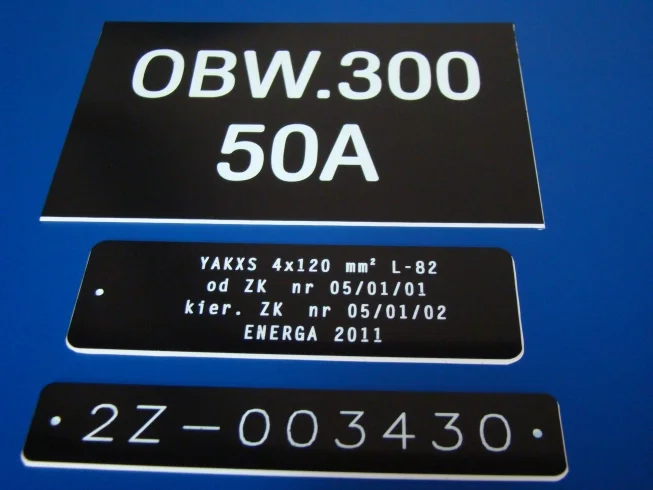 OBW.300
50A
YAKXS 4x120 mm² L-82
od ZK nr 05/01/01
kier. ZK nr 05/01/02
ENERGA 2011
2Z-003430